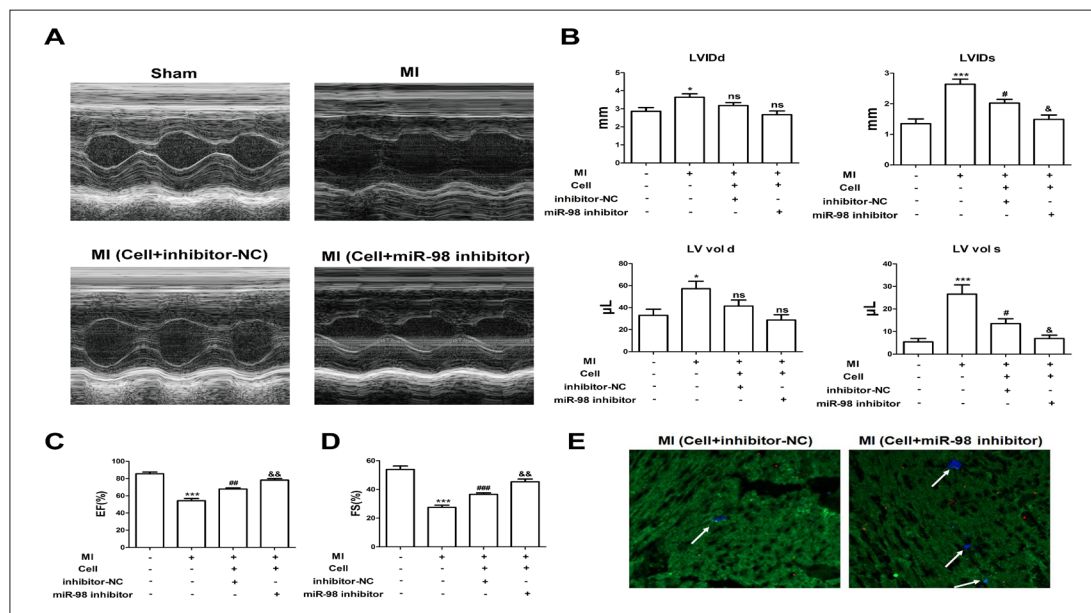 A
Sham MI
MI (Cell+inhibitor-NC) MI (Cell+miR-98 inhibitor)
B
LVIDd
mm
5
4
3
2
1
0
* ns ns
MI - + + +
Cell - - + +
inhibitor-NC - - + -
miR-98 inhibitor - - - +
LVIDs
mm
3
2
1
0
*** # &
MI - + + +
Cell - - + +
inhibitor-NC - - + -
miR-98 inhibitor - - - +
LV vol d
µL
80
60
40
20
0
* ns ns
MI - + + +
Cell - - + +
inhibitor-NC - - + -
miR-98 inhibitor - - - +
LV vol s
µL
40
30
20
10
0
*** # &
MI - + + +
Cell - - + +
inhibitor-NC - - + -
miR-98 inhibitor - - - +
C
EF(%)
100
80
60
40
20
0
*** ## &&
MI - + + +
Cell - - + +
inhibitor-NC - - + -
miR-98 inhibitor - - - +
D
FS(%)
60
40
20
0
*** ### &&
MI - + + +
Cell - - + +
inhibitor-NC - - + -
miR-98 inhibitor - - - +
E
MI (Cell+inhibitor-NC) MI (Cell+miR-98 inhibitor)